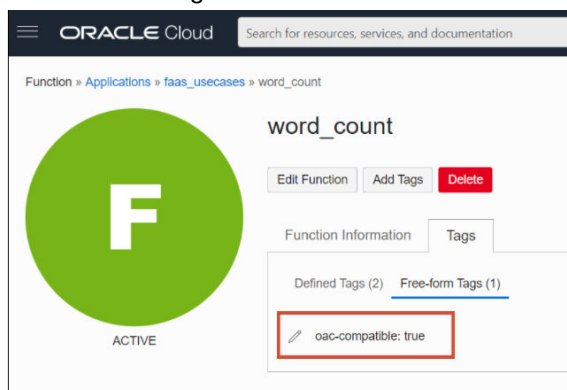 ORACLE Cloud
Search for resources, services, and documentation
Function » Applications » faas_usecases » word_count
F
ACTIVE
word_count
Edit Function Add Tags Delete
Function Information Tags
Defined Tags (2) Free-form Tags (1)
oac-compatible: true